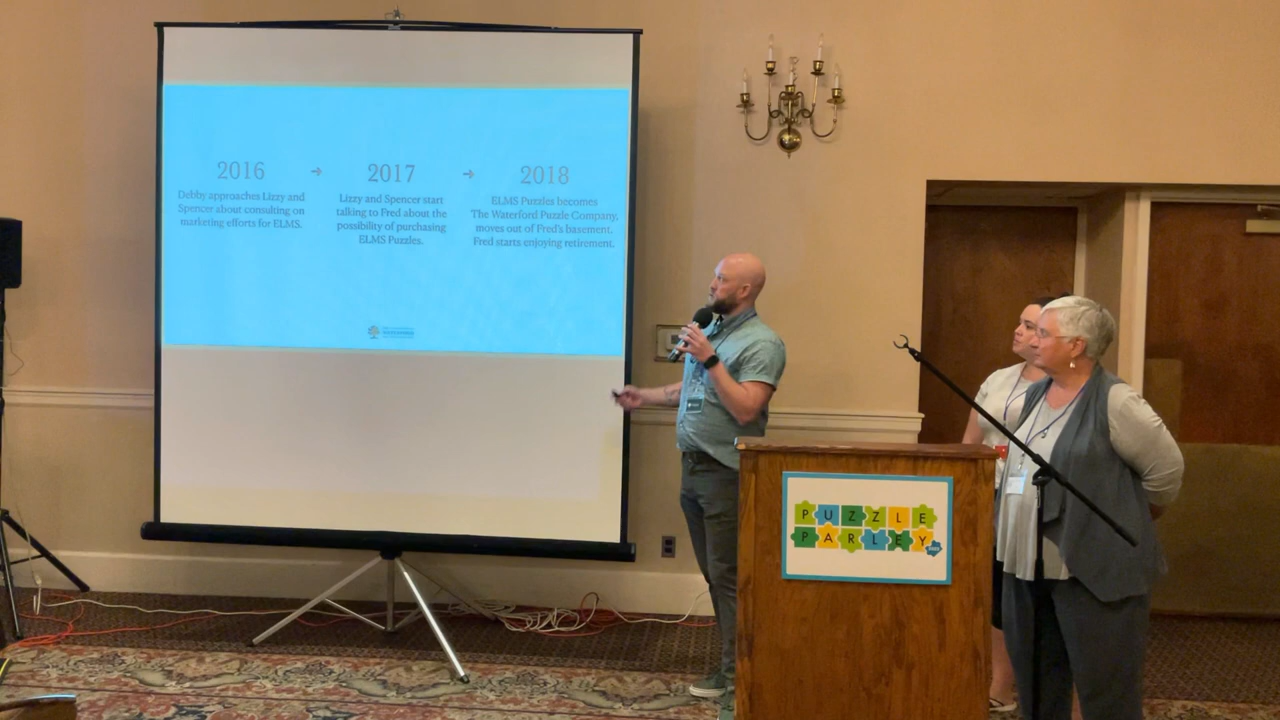 2016
Debby approaches Lizzy and
Spencer about consulting on
marketing efforts for ELMS.
2017
Lizzy and Spencer start
talking to Fred about the
possibility of purchasing
ELMS Puzzles.
2018
ELMS Puzzles becomes
The Waterford Puzzle Company,
moves out of Fred's basement.
Fred starts enjoying retirement.
PUZZLE
PARLEY